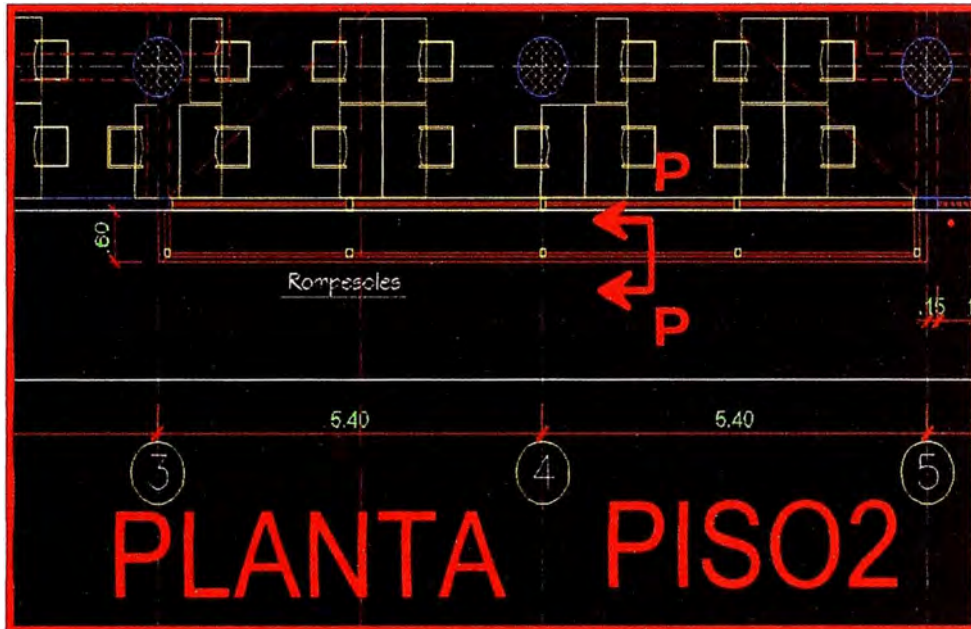 P
.60
Rompesoles
P
.15
5.40 5.40
3 4 5
PLANTA PISO2